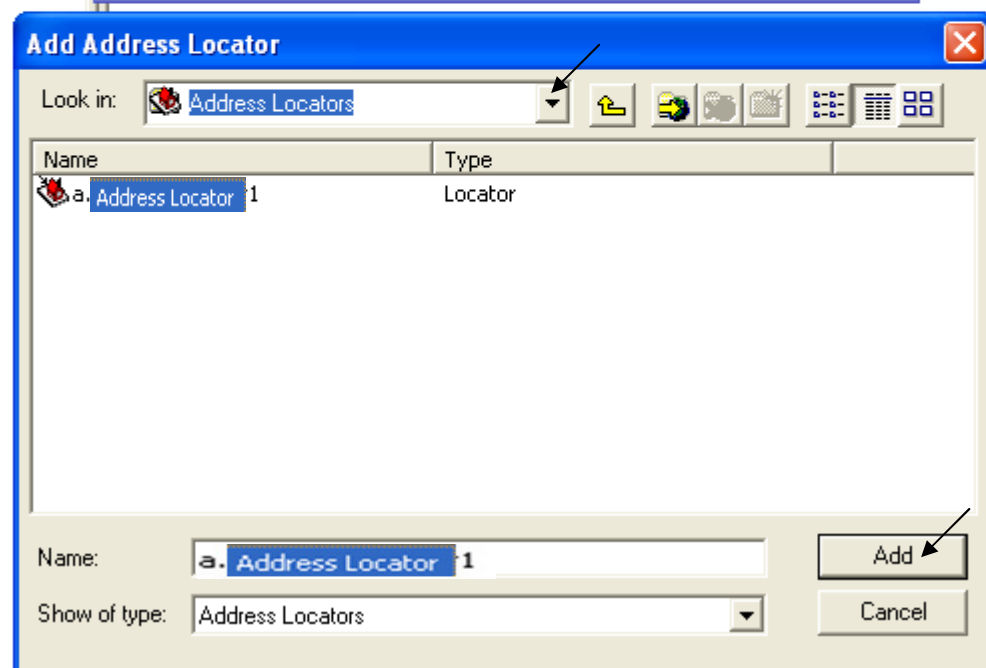 Add Address Locator
Look in: Address Locators
Name Type
a. Address Locator 1 Locator
Name: a. Address Locator 1 Add
Show of type: Address Locators Cancel